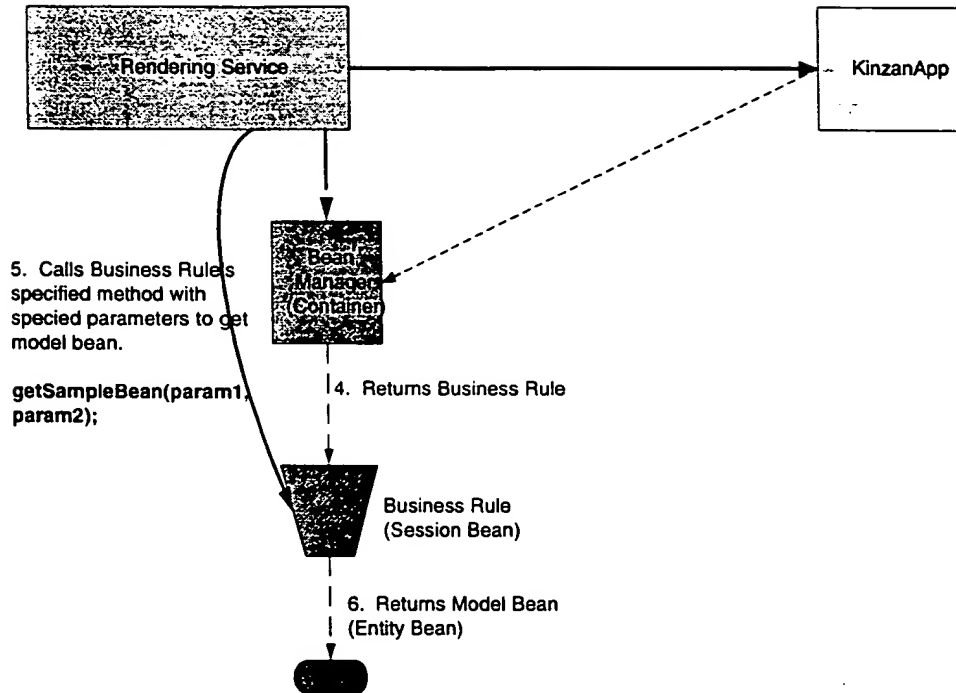 Rendering Service
KinzanApp
Bean
Manager
(Container)
5. Calls Business Rule's
specified method with
specied parameters to get
model bean.
getSampleBean(param1,
param2);
4. Returns Business Rule
Business Rule
(Session Bean)
6. Returns Model Bean
(Entity Bean)